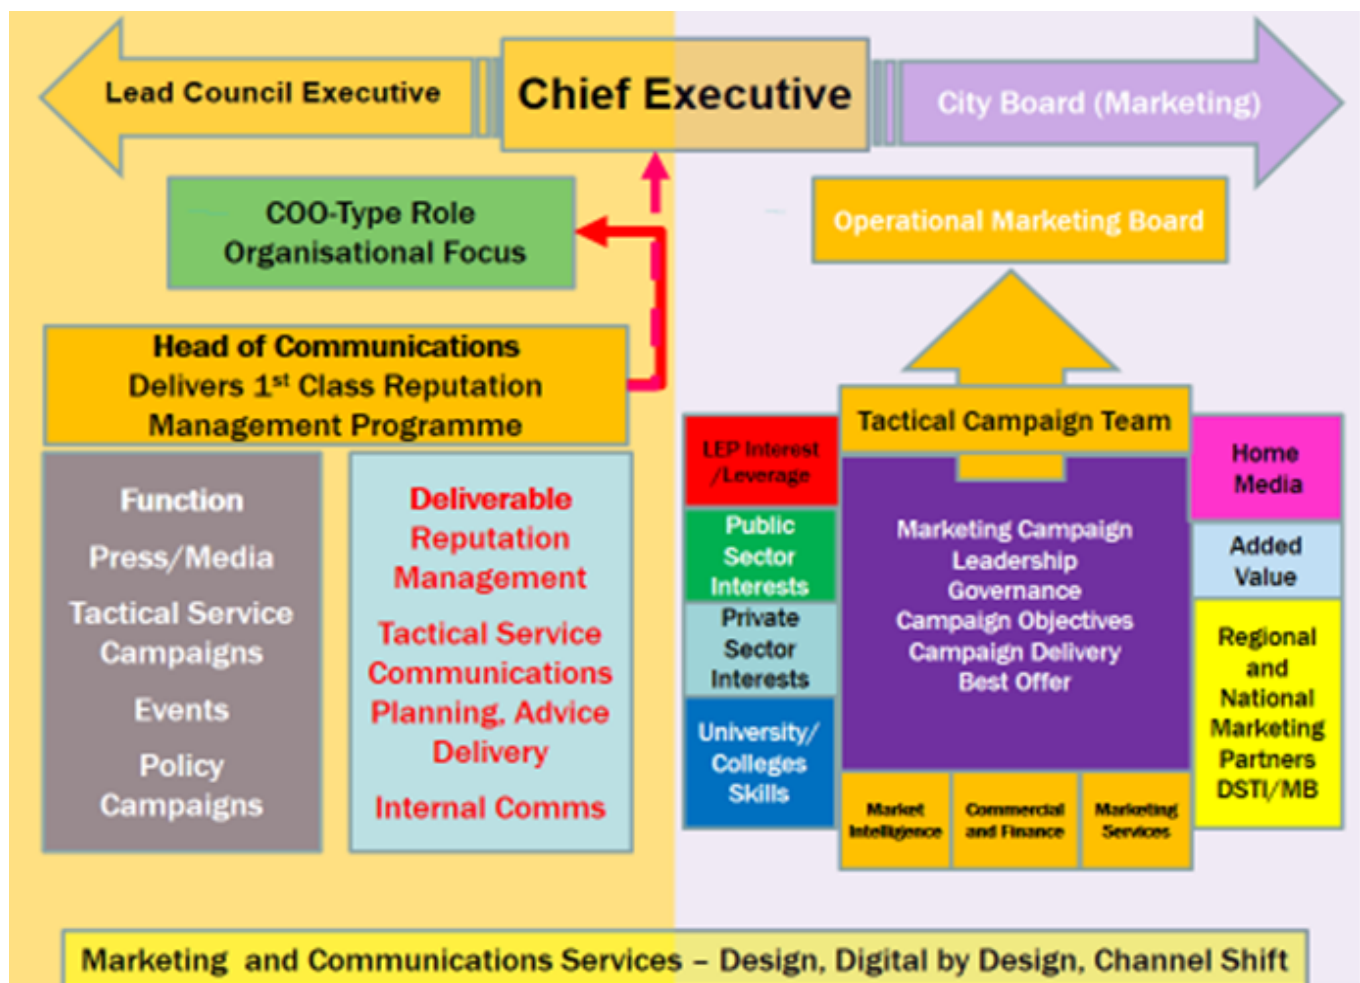 Lead Council Executive
Chief Executive
City Board (Marketing)
COO-Type Role
Organisational Focus
Operational Marketing Board
Head of Communications
Delivers 1st Class Reputation
Management Programme
Function
Press/Media
Tactical Service
Campaigns
Events
Policy
Campaigns
Deliverable
Reputation
Management
Tactical Service
Communications
Planning, Advice
Delivery
Internal Comms
Tactical Campaign Team
LEP Interest
/Leverage
Public
Sector
Interests
Private
Sector
Interests
University/
Colleges
Skills
Marketing Campaign
Leadership
Governance
Campaign Objectives
Campaign Delivery
Best Offer
Market
Intelligence
Commercial
and Finance
Marketing
Services
Home
Media
Added
Value
Regional
and
National
Marketing
Partners
DSTI/MB
Marketing and Communications Services – Design, Digital by Design, Channel Shift